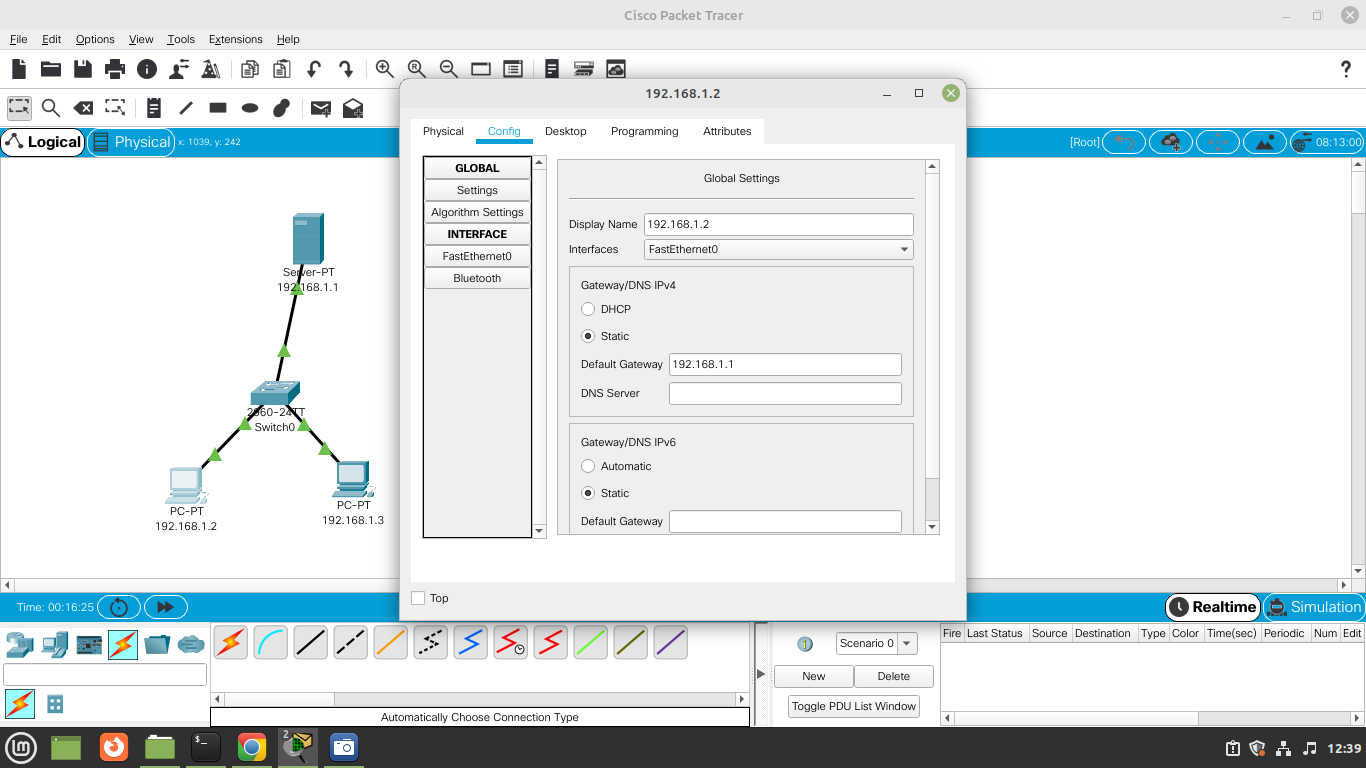 Cisco Packet Tracer
File Edit Options View Tools Extensions Help
?
Logical
Physical
x: 1039, y: 242
[Root]
08:13:00
Server-PT
192.168.1.1
2960-24TT
Switch0
PC-PT
192.168.1.2
PC-PT
192.168.1.3
192.168.1.2
Physical Config Desktop Programming Attributes
GLOBAL
Settings
Algorithm Settings
INTERFACE
FastEthernet0
Bluetooth
Global Settings
Display Name 192.168.1.2
Interfaces FastEthernet0
Gateway/DNS IPv4
DHCP
Static
Default Gateway 192.168.1.1
DNS Server
Gateway/DNS IPv6
Automatic
Static
Default Gateway
Top
Time: 00:16:25
Realtime
Simulation
Automatically Choose Connection Type
1
Scenario 0
New Delete
Toggle PDU List Window
Fire Last Status Source Destination Type Color Time(sec) Periodic Num Edit
$_
2
12:39